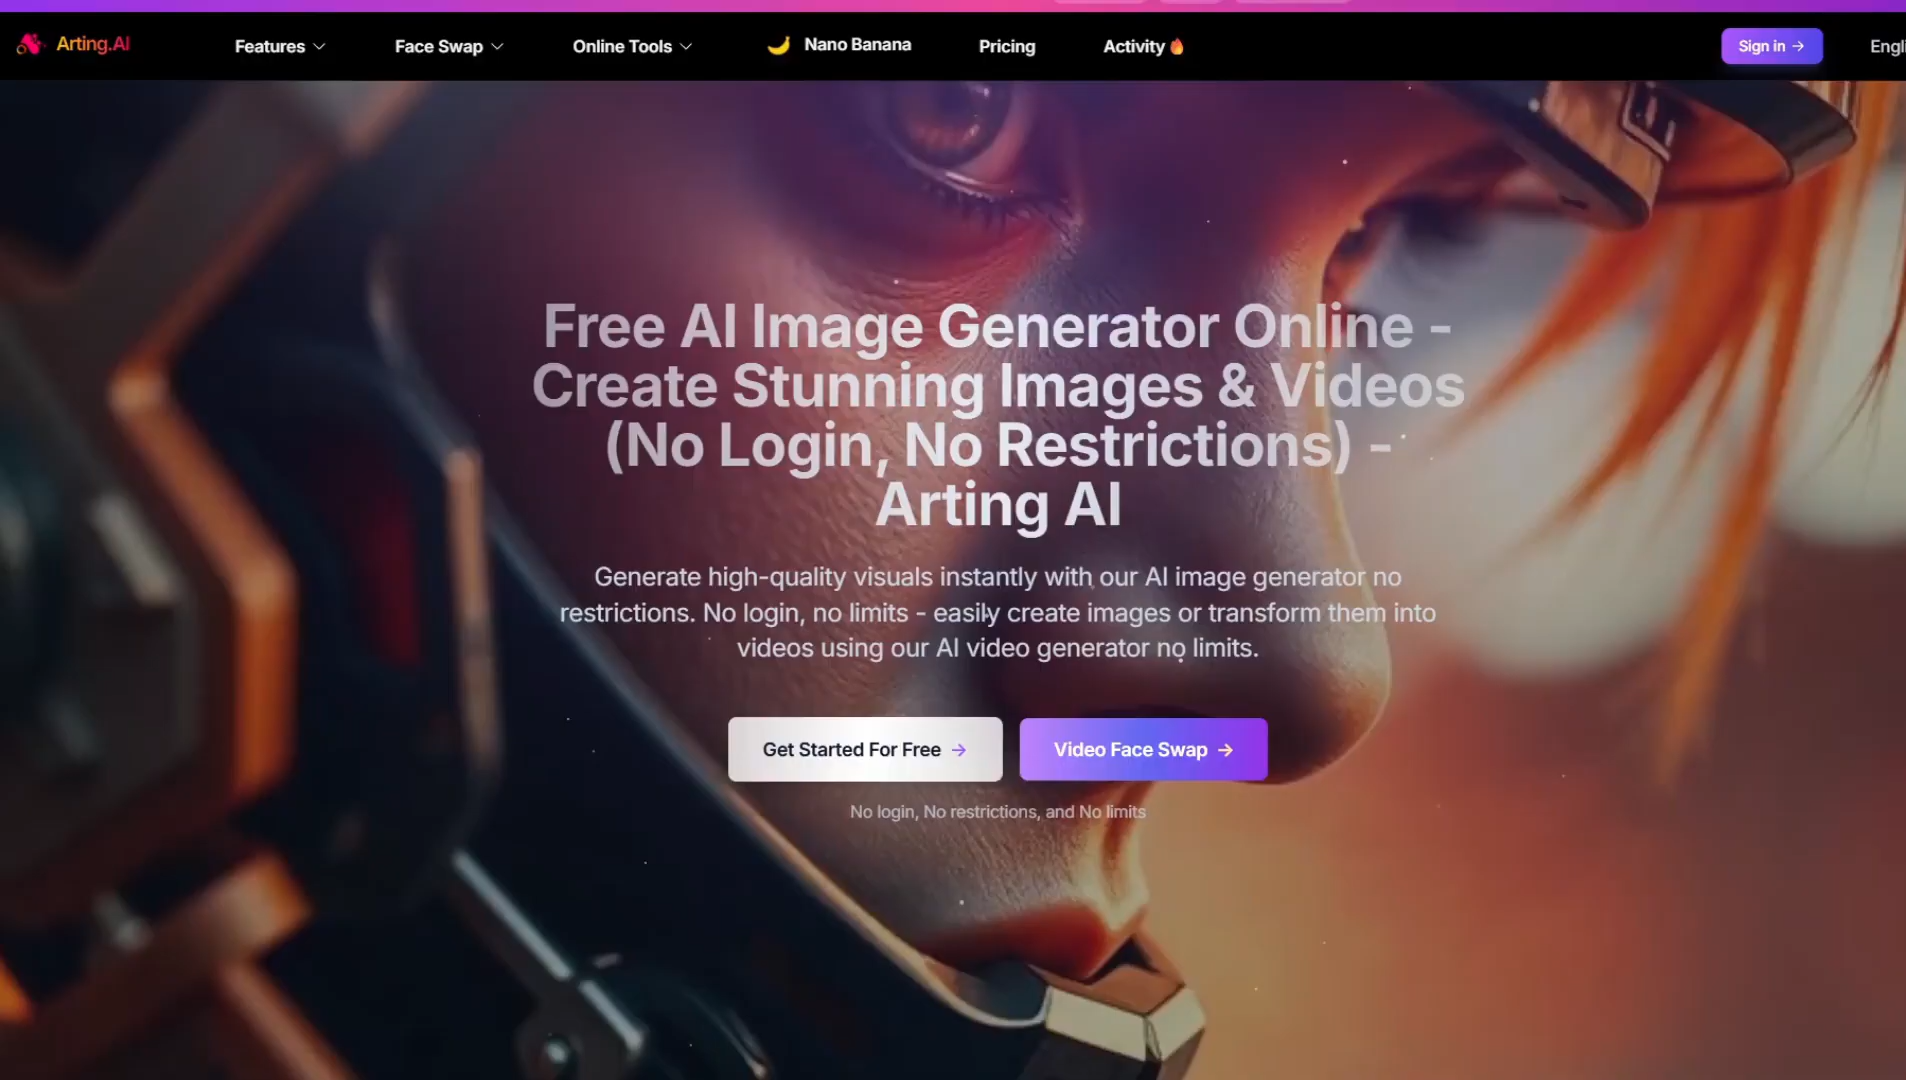 Arting.AI
Features
Face Swap
Online Tools
Nano Banana
Pricing
Activity
Sign in →
Free AI Image Generator Online -
Create Stunning Images & Videos
(No Login, No Restrictions) -
Arting AI
Generate high-quality visuals instantly with our AI image generator no
restrictions. No login, no limits - easily create images or transform them into
videos using our AI video generator no limits.
Get Started For Free →
Video Face Swap →
No login, No restrictions, and No limits